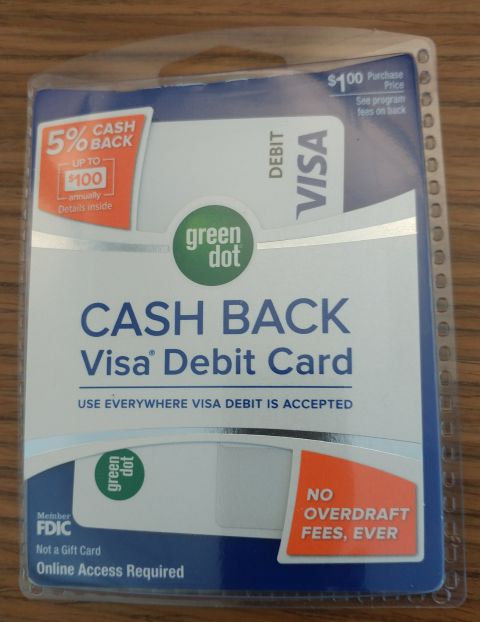 $1.00 Purchase
Price
See program
fees on back
5% CASH
BACK
UP TO
$100
annually
Details inside
DEBIT
VISA
green
dot
CASH BACK
Visa® Debit Card
USE EVERYWHERE VISA DEBIT IS ACCEPTED
green
dot
NO
OVERDRAFT
FEES, EVER
Member
FDIC
Not a Gift Card
Online Access Required